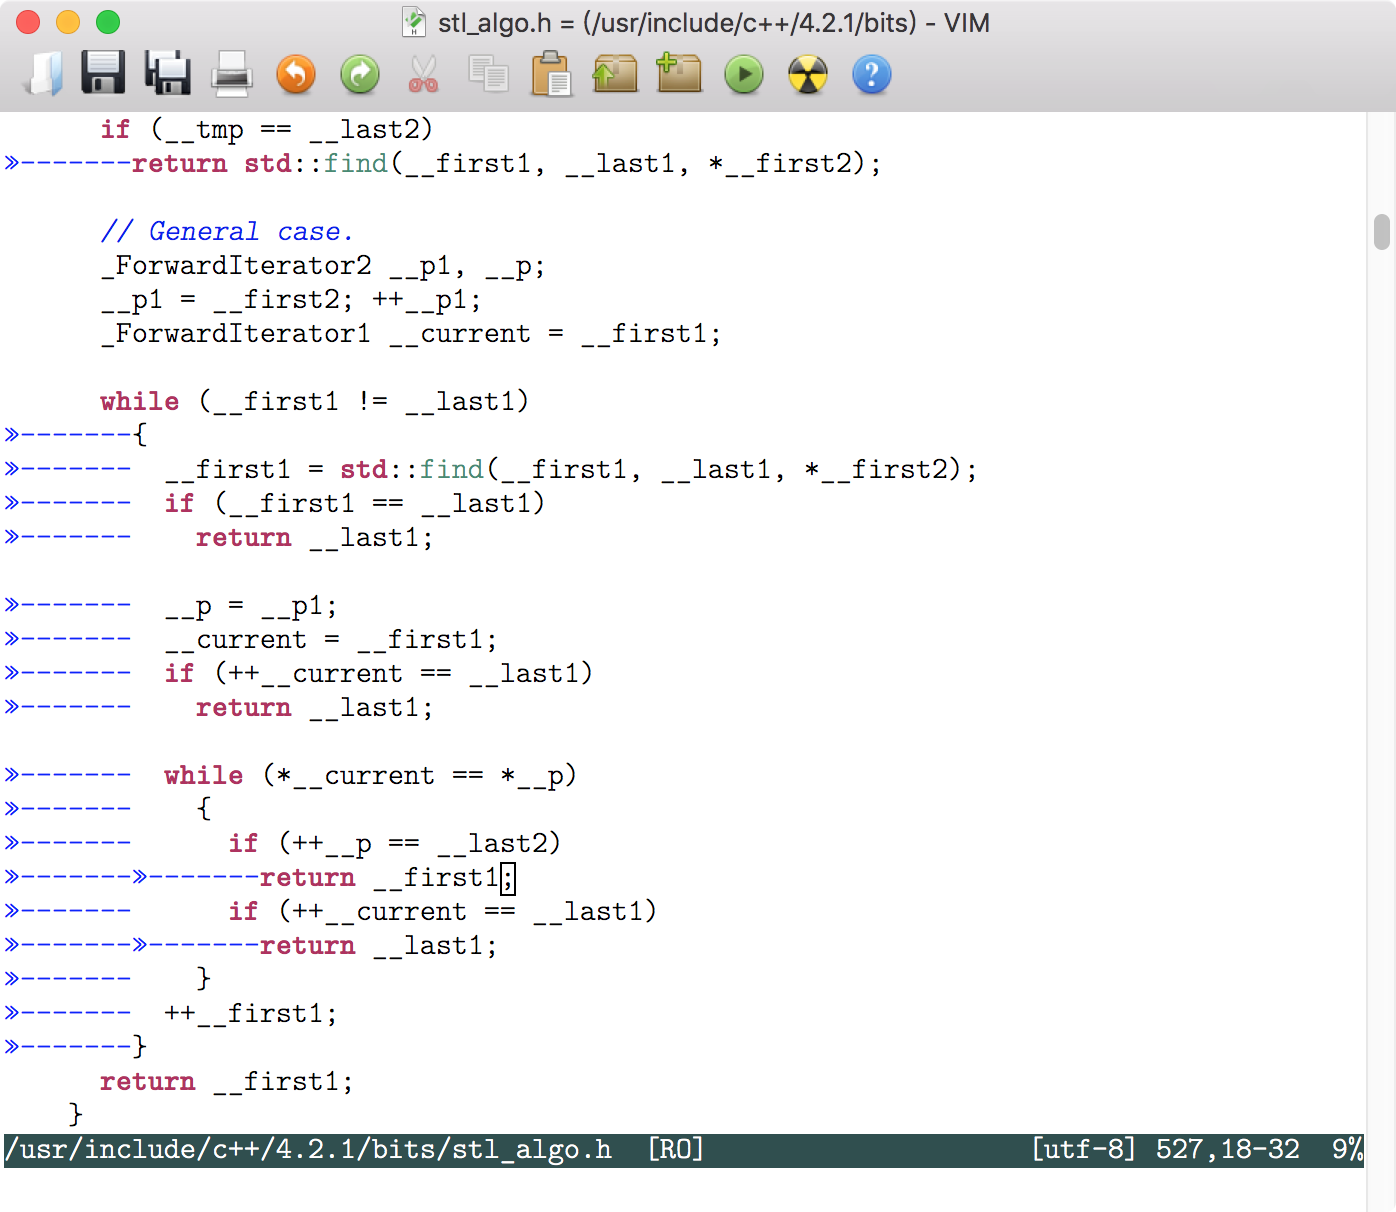 stl_algo.h = (/usr/include/c++/4.2.1/bits) - VIM
      if (__tmp == __last2)
»-------return std::find(__first1, __last1, *__first2);

      // General case.
      _ForwardIterator2 __p1, __p;
      __p1 = __first2; ++__p1;
      _ForwardIterator1 __current = __first1;

      while (__first1 != __last1)
»-------{
»-------  __first1 = std::find(__first1, __last1, *__first2);
»-------  if (__first1 == __last1)
»-------    return __last1;

»-------  __p = __p1;
»-------  __current = __first1;
»-------  if (++__current == __last1)
»-------    return __last1;

»-------  while (*__current == *__p)
»-------    {
»-------      if (++__p == __last2)
»-------»-------return __first1;
»-------      if (++__current == __last1)
»-------»-------return __last1;
»-------    }
»-------  ++__first1;
»-------}
      return __first1;
    }
/usr/include/c++/4.2.1/bits/stl_algo.h  [RO] [utf-8] 527,18-32  9%